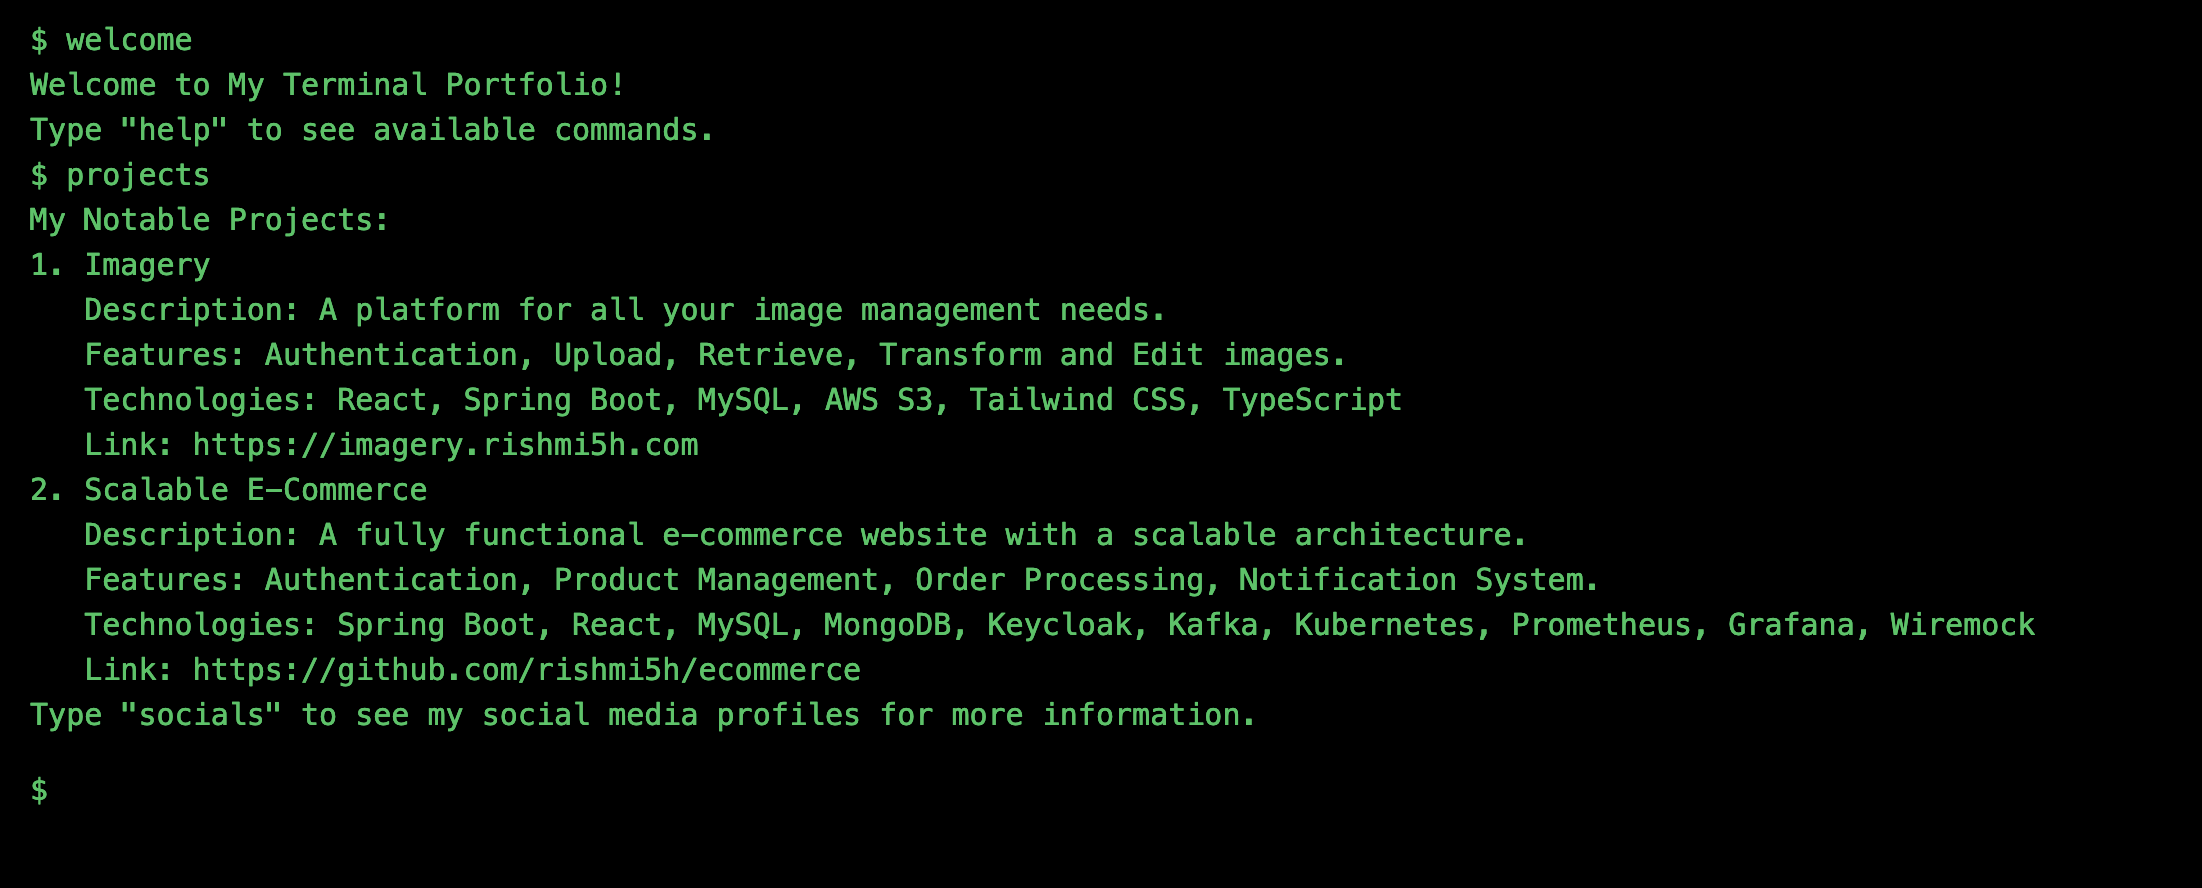 $ welcome
Welcome to My Terminal Portfolio!
Type "help" to see available commands.
$ projects
My Notable Projects:
1. Imagery
   Description: A platform for all your image management needs.
   Features: Authentication, Upload, Retrieve, Transform and Edit images.
   Technologies: React, Spring Boot, MySQL, AWS S3, Tailwind CSS, TypeScript
   Link: https://imagery.rishmi5h.com
2. Scalable E-Commerce
   Description: A fully functional e-commerce website with a scalable architecture.
   Features: Authentication, Product Management, Order Processing, Notification System.
   Technologies: Spring Boot, React, MySQL, MongoDB, Keycloak, Kafka, Kubernetes, Prometheus, Grafana, Wiremock
   Link: https://github.com/rishmi5h/ecommerce
Type "socials" to see my social media profiles for more information.
$